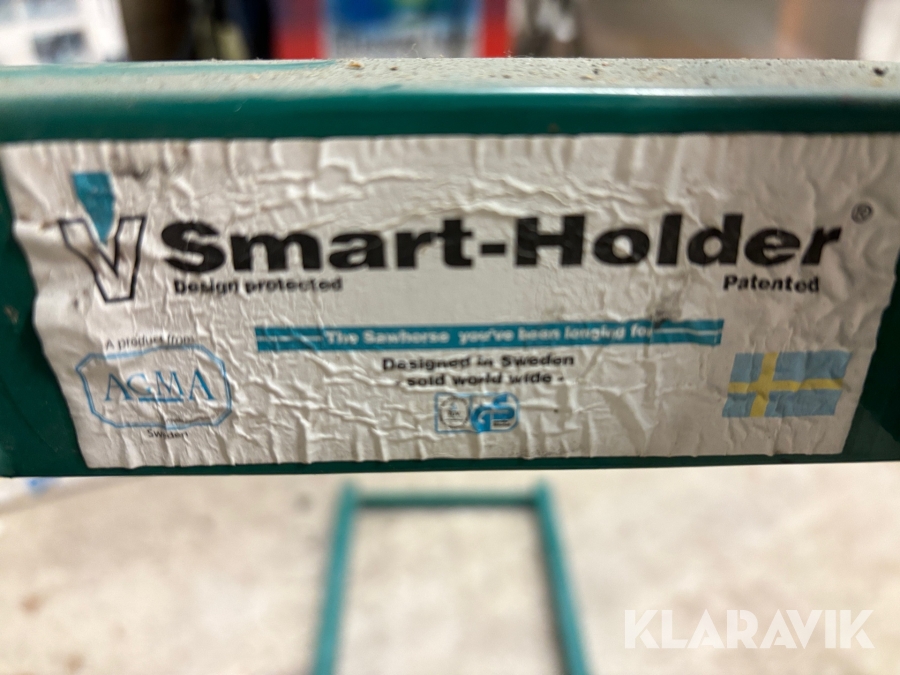 Smart-Holder®
Design protected
Patented
The Sawhorse you've been longing for
A product from
AGMA
Sweden
Designed in Sweden
- sold world wide -
KLARAVIK